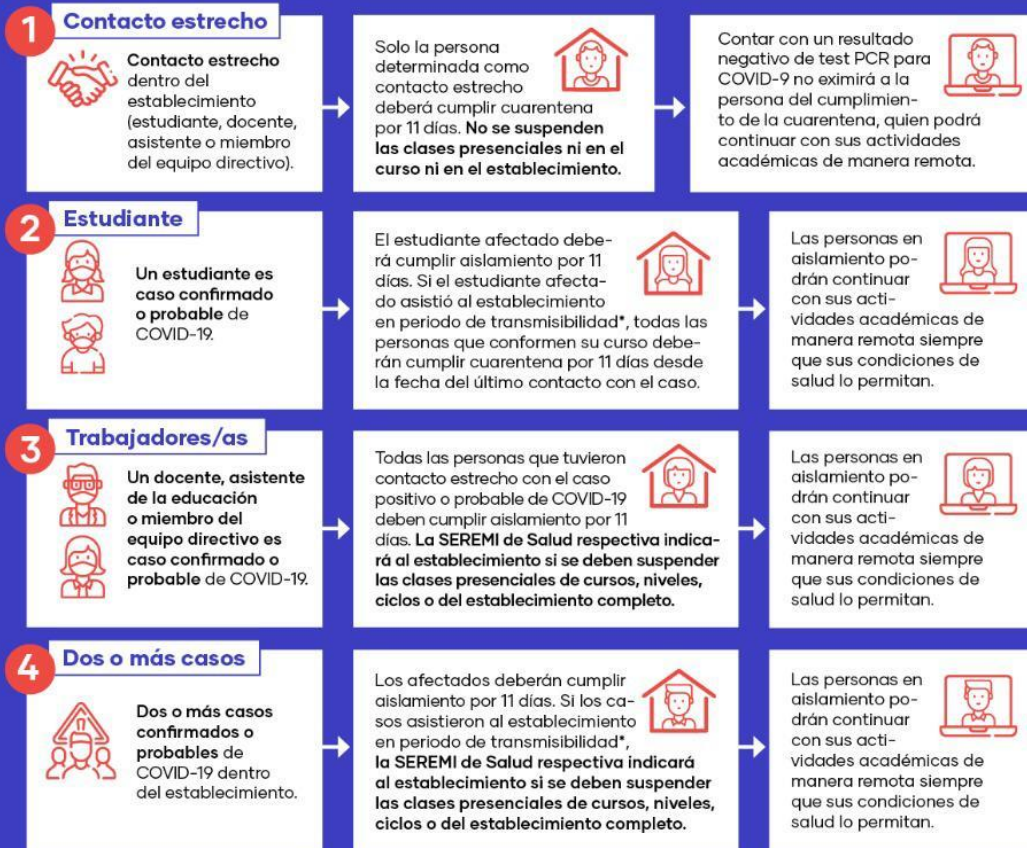 1
Contacto estrecho
Contacto estrecho
dentro del
establecimiento
(estudiante, docente,
asistente o miembro
del equipo directivo).
Solo la persona
determinada como
contacto estrecho
deberá cumplir cuarentena
por 11 días. No se suspenden
las clases presenciales ni en el
curso ni en el establecimiento.
Contar con un resultado
negativo de test PCR para
COVID-9 no eximirá a la
persona del cumplimien-
to de la cuarentena, quien podrá
continuar con sus actividades
académicas de manera remota.
2
Estudiante
Un estudiante es
caso confirmado
o probable de
COVID-19.
El estudiante afectado debe-
rá cumplir aislamiento por 11
días. Si el estudiante afecta-
do asistió al establecimiento
en periodo de transmisibilidad*, todas las
personas que conformen su curso debe-
rán cumplir cuarentena por 11 días desde
la fecha del último contacto con el caso.
Las personas en
aislamiento po-
drán continuar
con sus acti-
vidades académicas de
manera remota siempre
que sus condiciones de
salud lo permitan.
3
Trabajadores/as
Un docente, asistente
de la educación
o miembro del
equipo directivo es
caso confirmado o
probable de COVID-19.
Todas las personas que tuvieron
contacto estrecho con el caso
positivo o probable de COVID-19
deben cumplir aislamiento por 11
días. La SEREMI de Salud respectiva indica-
rá al establecimiento si se deben suspender
las clases presenciales de cursos, niveles,
ciclos o del establecimiento completo.
Las personas en
aislamiento po-
drán continuar
con sus acti-
vidades académicas de
manera remota siempre
que sus condiciones de
salud lo permitan.
4
Dos o más casos
Dos o más casos
confirmados o
probables de
COVID-19 dentro
del establecimiento.
Los afectados deberán cumplir
aislamiento por 11 días. Si los ca-
sos asistieron al establecimiento
en periodo de transmisibilidad*,
la SEREMI de Salud respectiva indicará
al establecimiento si se deben suspender
las clases presenciales de cursos, niveles,
ciclos o del establecimiento completo.
Las personas en
aislamiento po-
drán continuar
con sus acti-
vidades académicas de
manera remota siempre
que sus condiciones de
salud lo permitan.